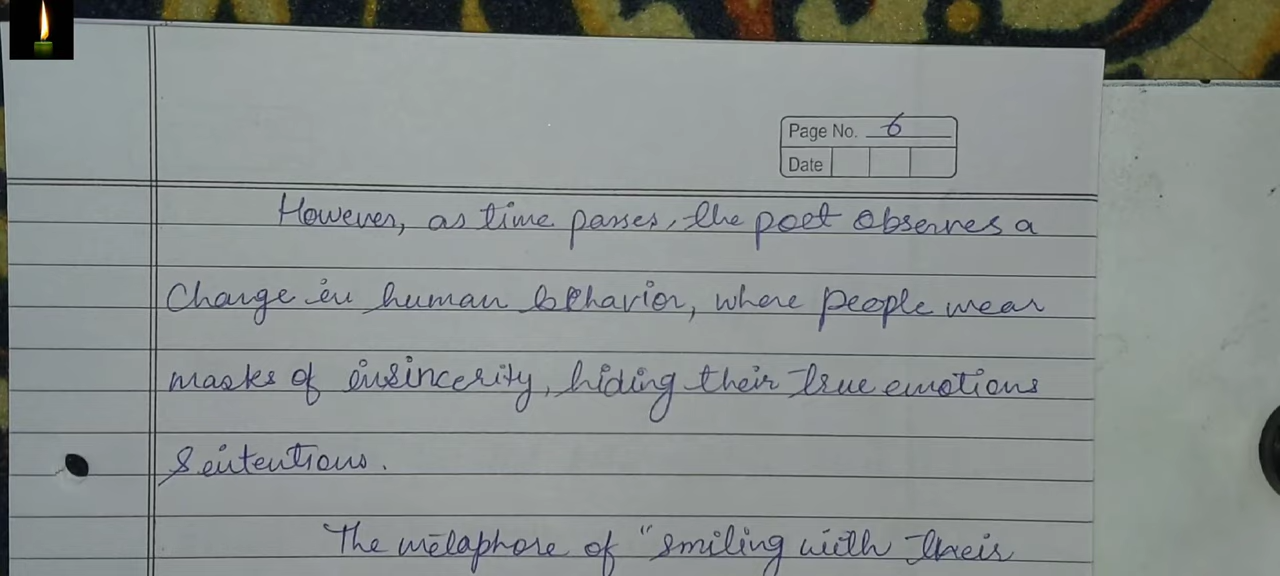 Page No. 6
Date
However, as time passes, the poet observes a
Change in human behavior, where people wear
masks of insincerity, hiding their true emotions
& intentions.
The metaphore of "smiling with their